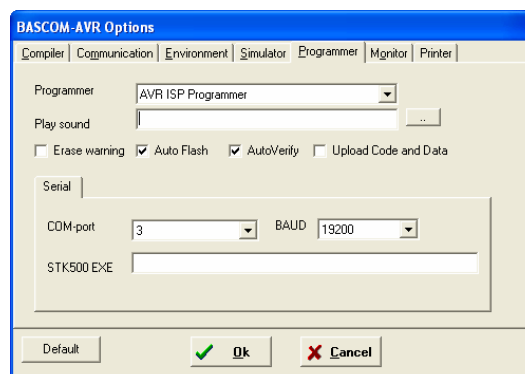 BASCOM-AVR Options
Compiler Communication Environment Simulator Programmer Monitor Printer
Programmer AVR ISP Programmer
Play sound ..
Erase warning Auto Flash AutoVerify Upload Code and Data
Serial
COM-port 3 BAUD 19200
STK500 EXE
Default Ok Cancel